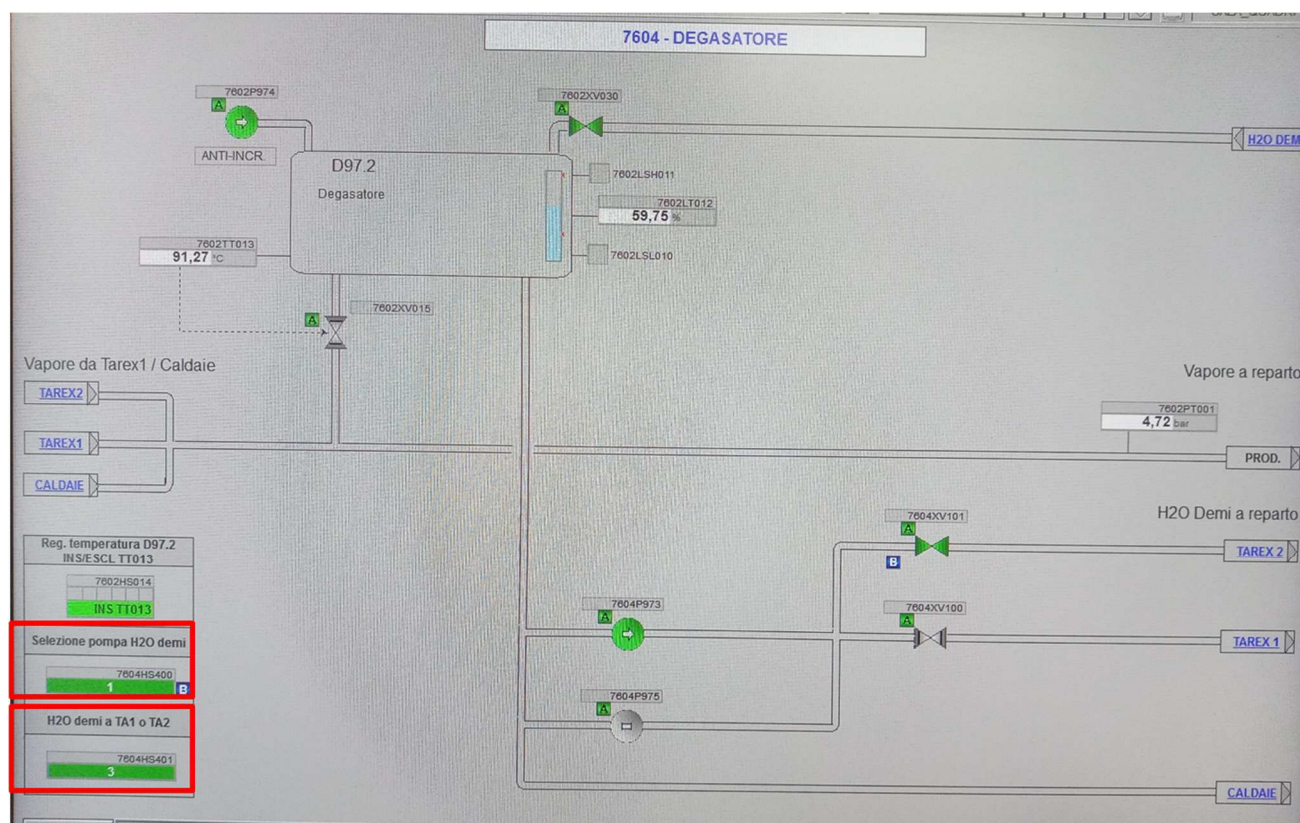 7604 - DEGASATORE
7602P974
A
ANTI-INCR.
7602XV030
A
H2O DEM
D97.2
Degasatore
7602LSH011
7602LT012
59,75 %
7602LSL010
7602TT013
91,27 °C
7602XV015
A
Vapore da Tarex1 / Caldaie
TAREX2
TAREX1
CALDAIE
Vapore a reparto
7602PT001
4,72 bar
PROD.
H2O Demi a reparto
7604XV101
A
B
TAREX 2
7604XV100
A
TAREX 1
7604P973
A
7604P975
A
CALDAIE
Reg. temperatura D97.2
INS/ESCL TT013
7602HS014
INS TT013
Selezione pompa H2O demi
7604HS400
1
B
H2O demi a TA1 o TA2
7604HS401
3